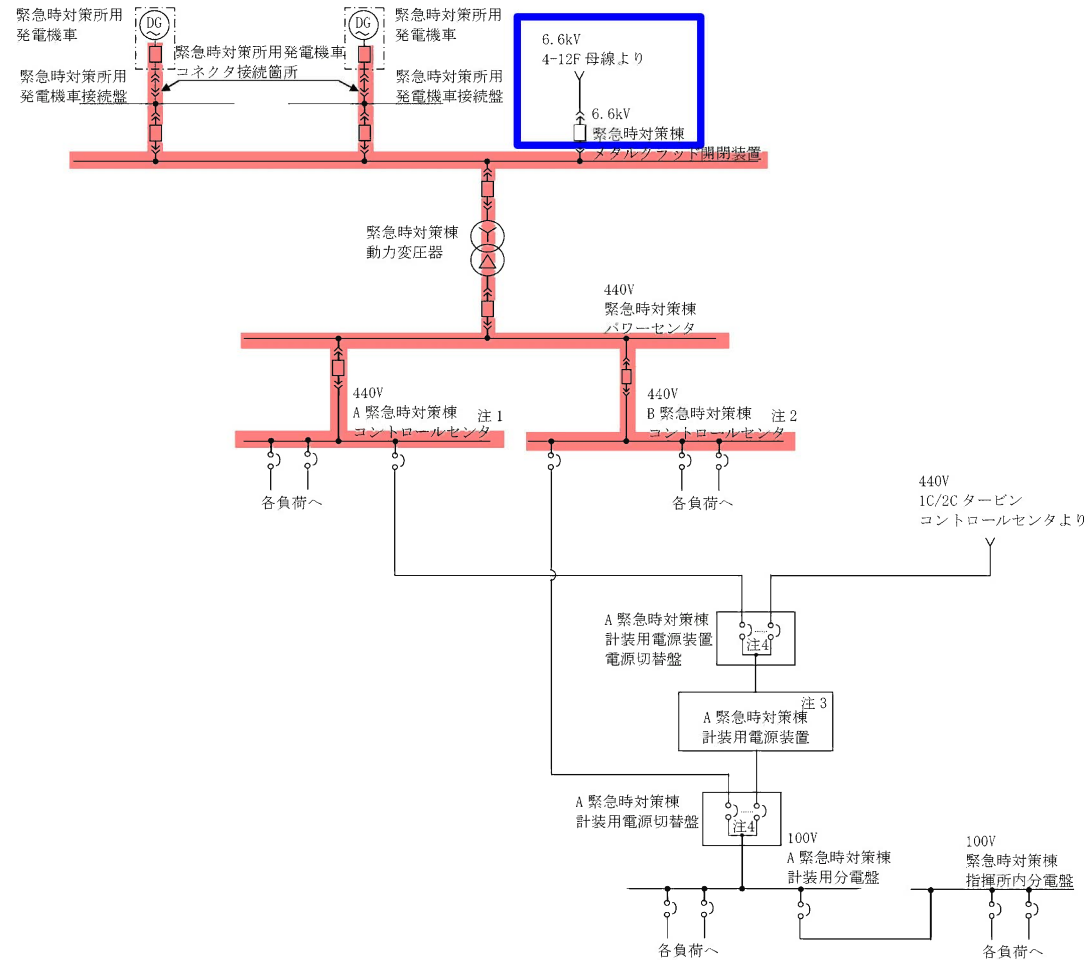 緊急時対策所用
発電機車
DG
DG
緊急時対策所用
発電機車
緊急時対策所用発電機車
コネクタ接続箇所
緊急時対策所用
発電機車接続盤
緊急時対策所用
発電機車接続盤
6.6kV
4-12F 母線より
6.6kV
緊急時対策棟
メタルクラッド開閉装置
緊急時対策棟
動力変圧器
440V
緊急時対策棟
パワーセンタ
440V
A 緊急時対策棟
コントロールセンタ
注1
440V
B 緊急時対策棟
コントロールセンタ
注2
各負荷へ
各負荷へ
440V
1C/2C タービン
コントロールセンタより
A 緊急時対策棟
計装用電源装置
電源切替盤
注4
注3
A 緊急時対策棟
計装用電源装置
A 緊急時対策棟
計装用電源切替盤
注4
100V
A 緊急時対策棟
計装用分電盤
100V
緊急時対策棟
指揮所内分電盤
各負荷へ
各負荷へ